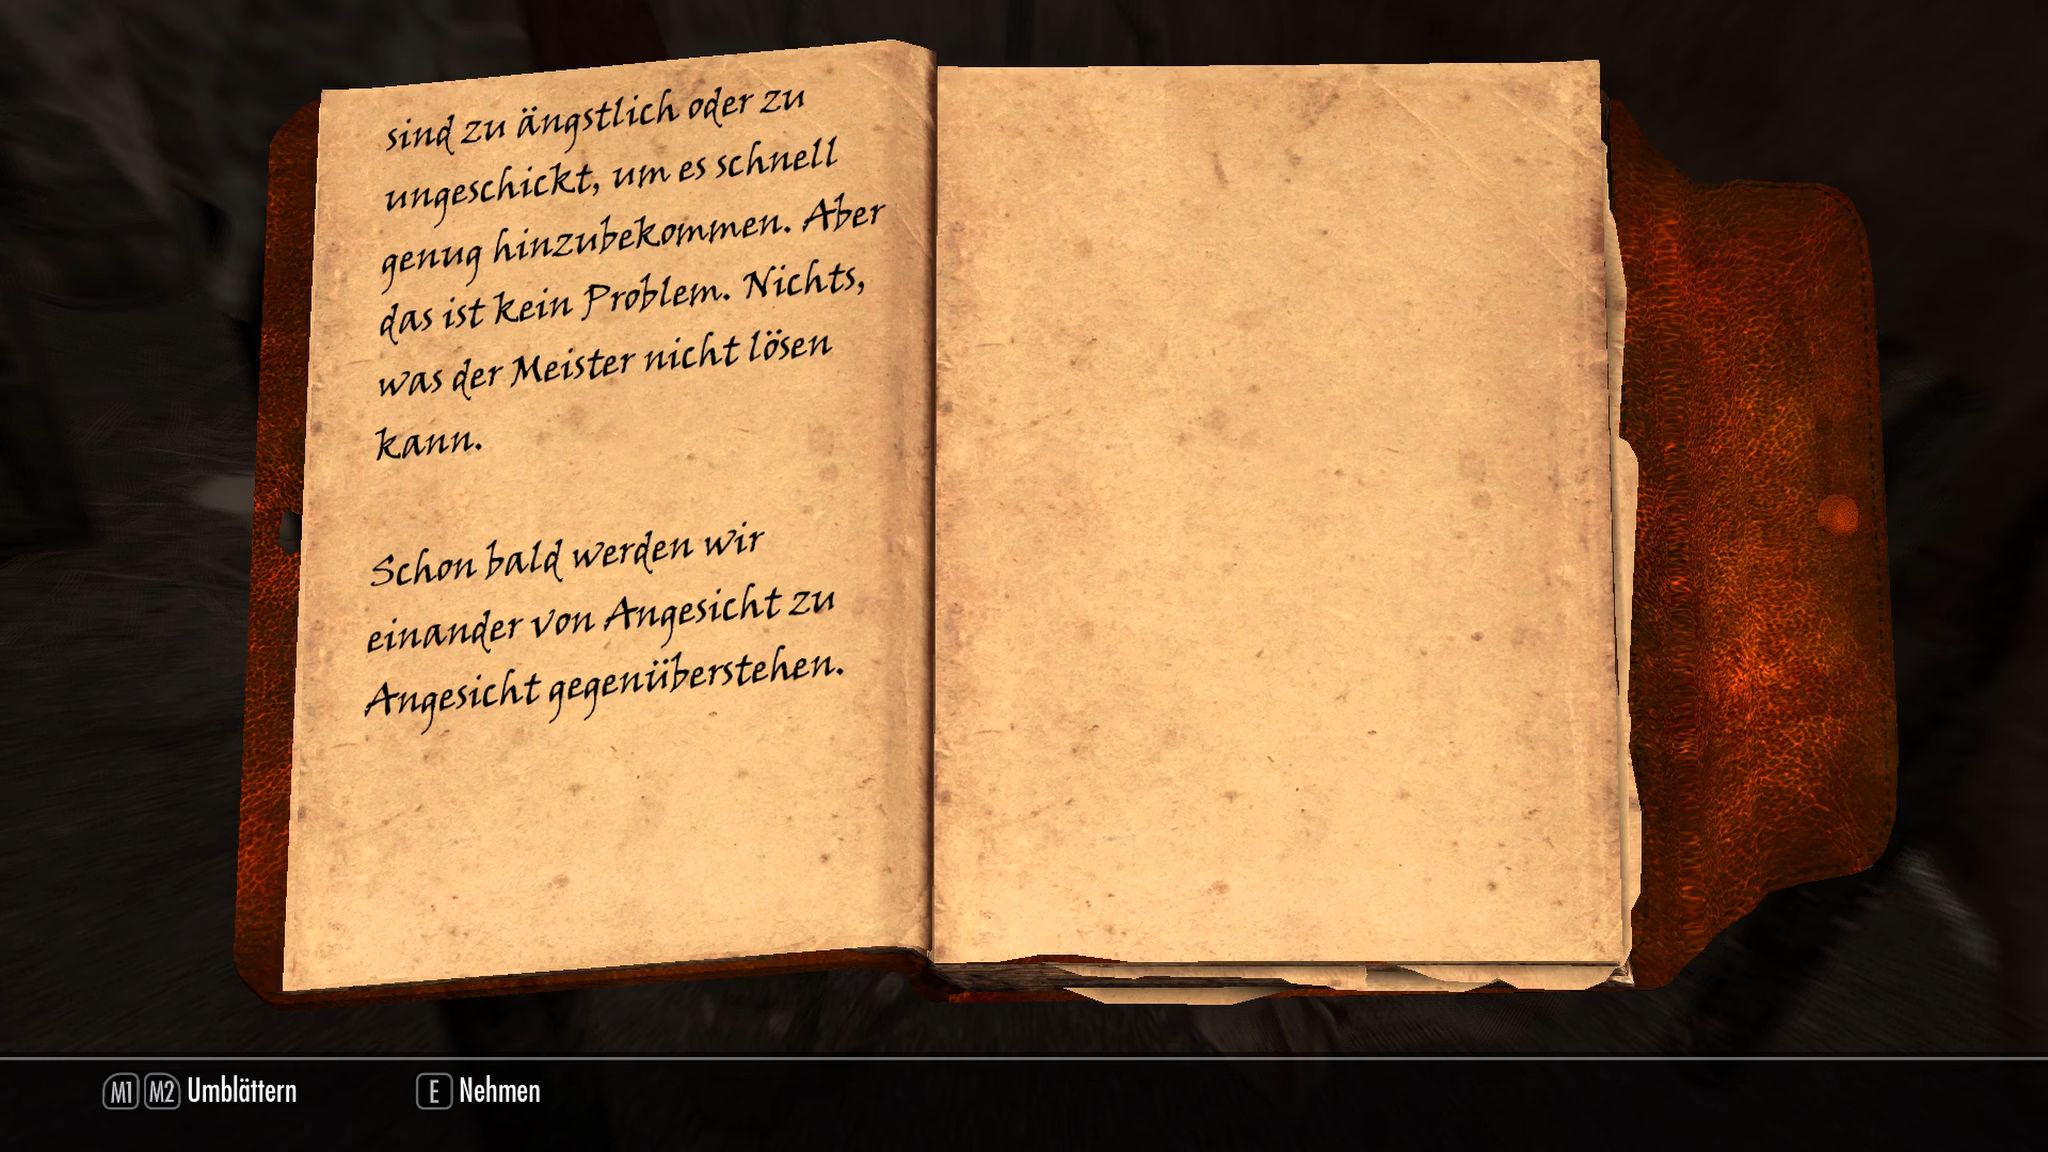 sind zu ängstlich oder zu
ungeschickt, um es schnell
genug hinzubekommen. Aber
das ist kein Problem. Nichts,
was der Meister nicht lösen
kann.
Schon bald werden wir
einander von Angesicht zu
Angesicht gegenüberstehen.
M1 M2 Umblättern E Nehmen